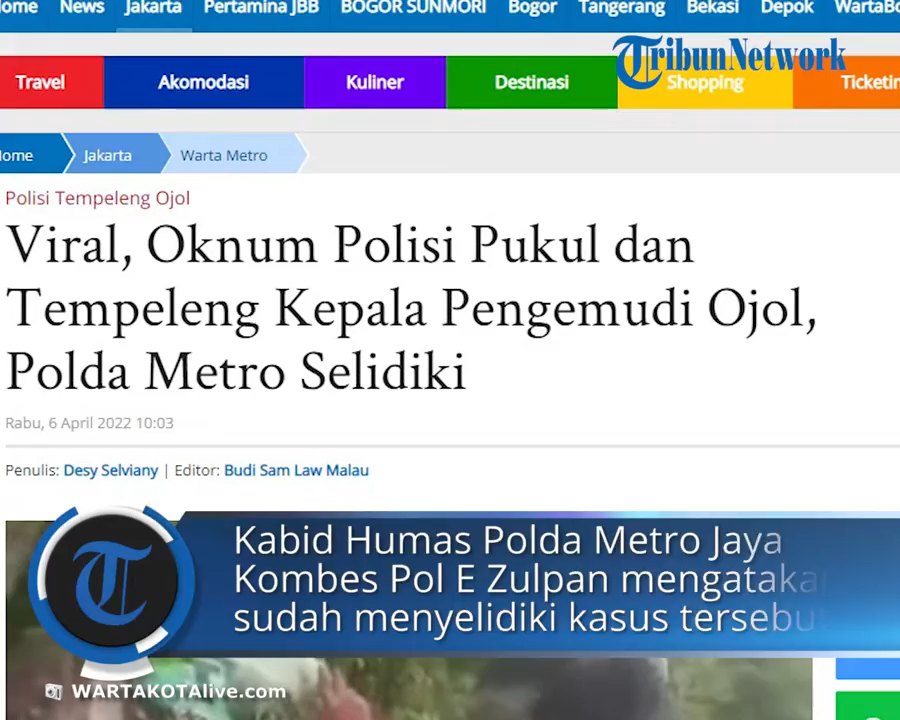 ome News Jakarta Pertamina JBB BOGOR SUNMORI Bogor Tangerang Bekasi Depok WartaBo
TribunNetwork
Travel Akomodasi Kuliner Destinasi Shopping Ticketin
ome Jakarta Warta Metro
Polisi Tempeleng Ojol
Viral, Oknum Polisi Pukul dan
Tempeleng Kepala Pengemudi Ojol,
Polda Metro Selidiki
Rabu, 6 April 2022 10:03
Penulis: Desy Selviany | Editor: Budi Sam Law Malau
Kabid Humas Polda Metro Jaya
Kombes Pol E Zulpan mengatakan
sudah menyelidiki kasus tersebu
WARTAKOTAlive.com